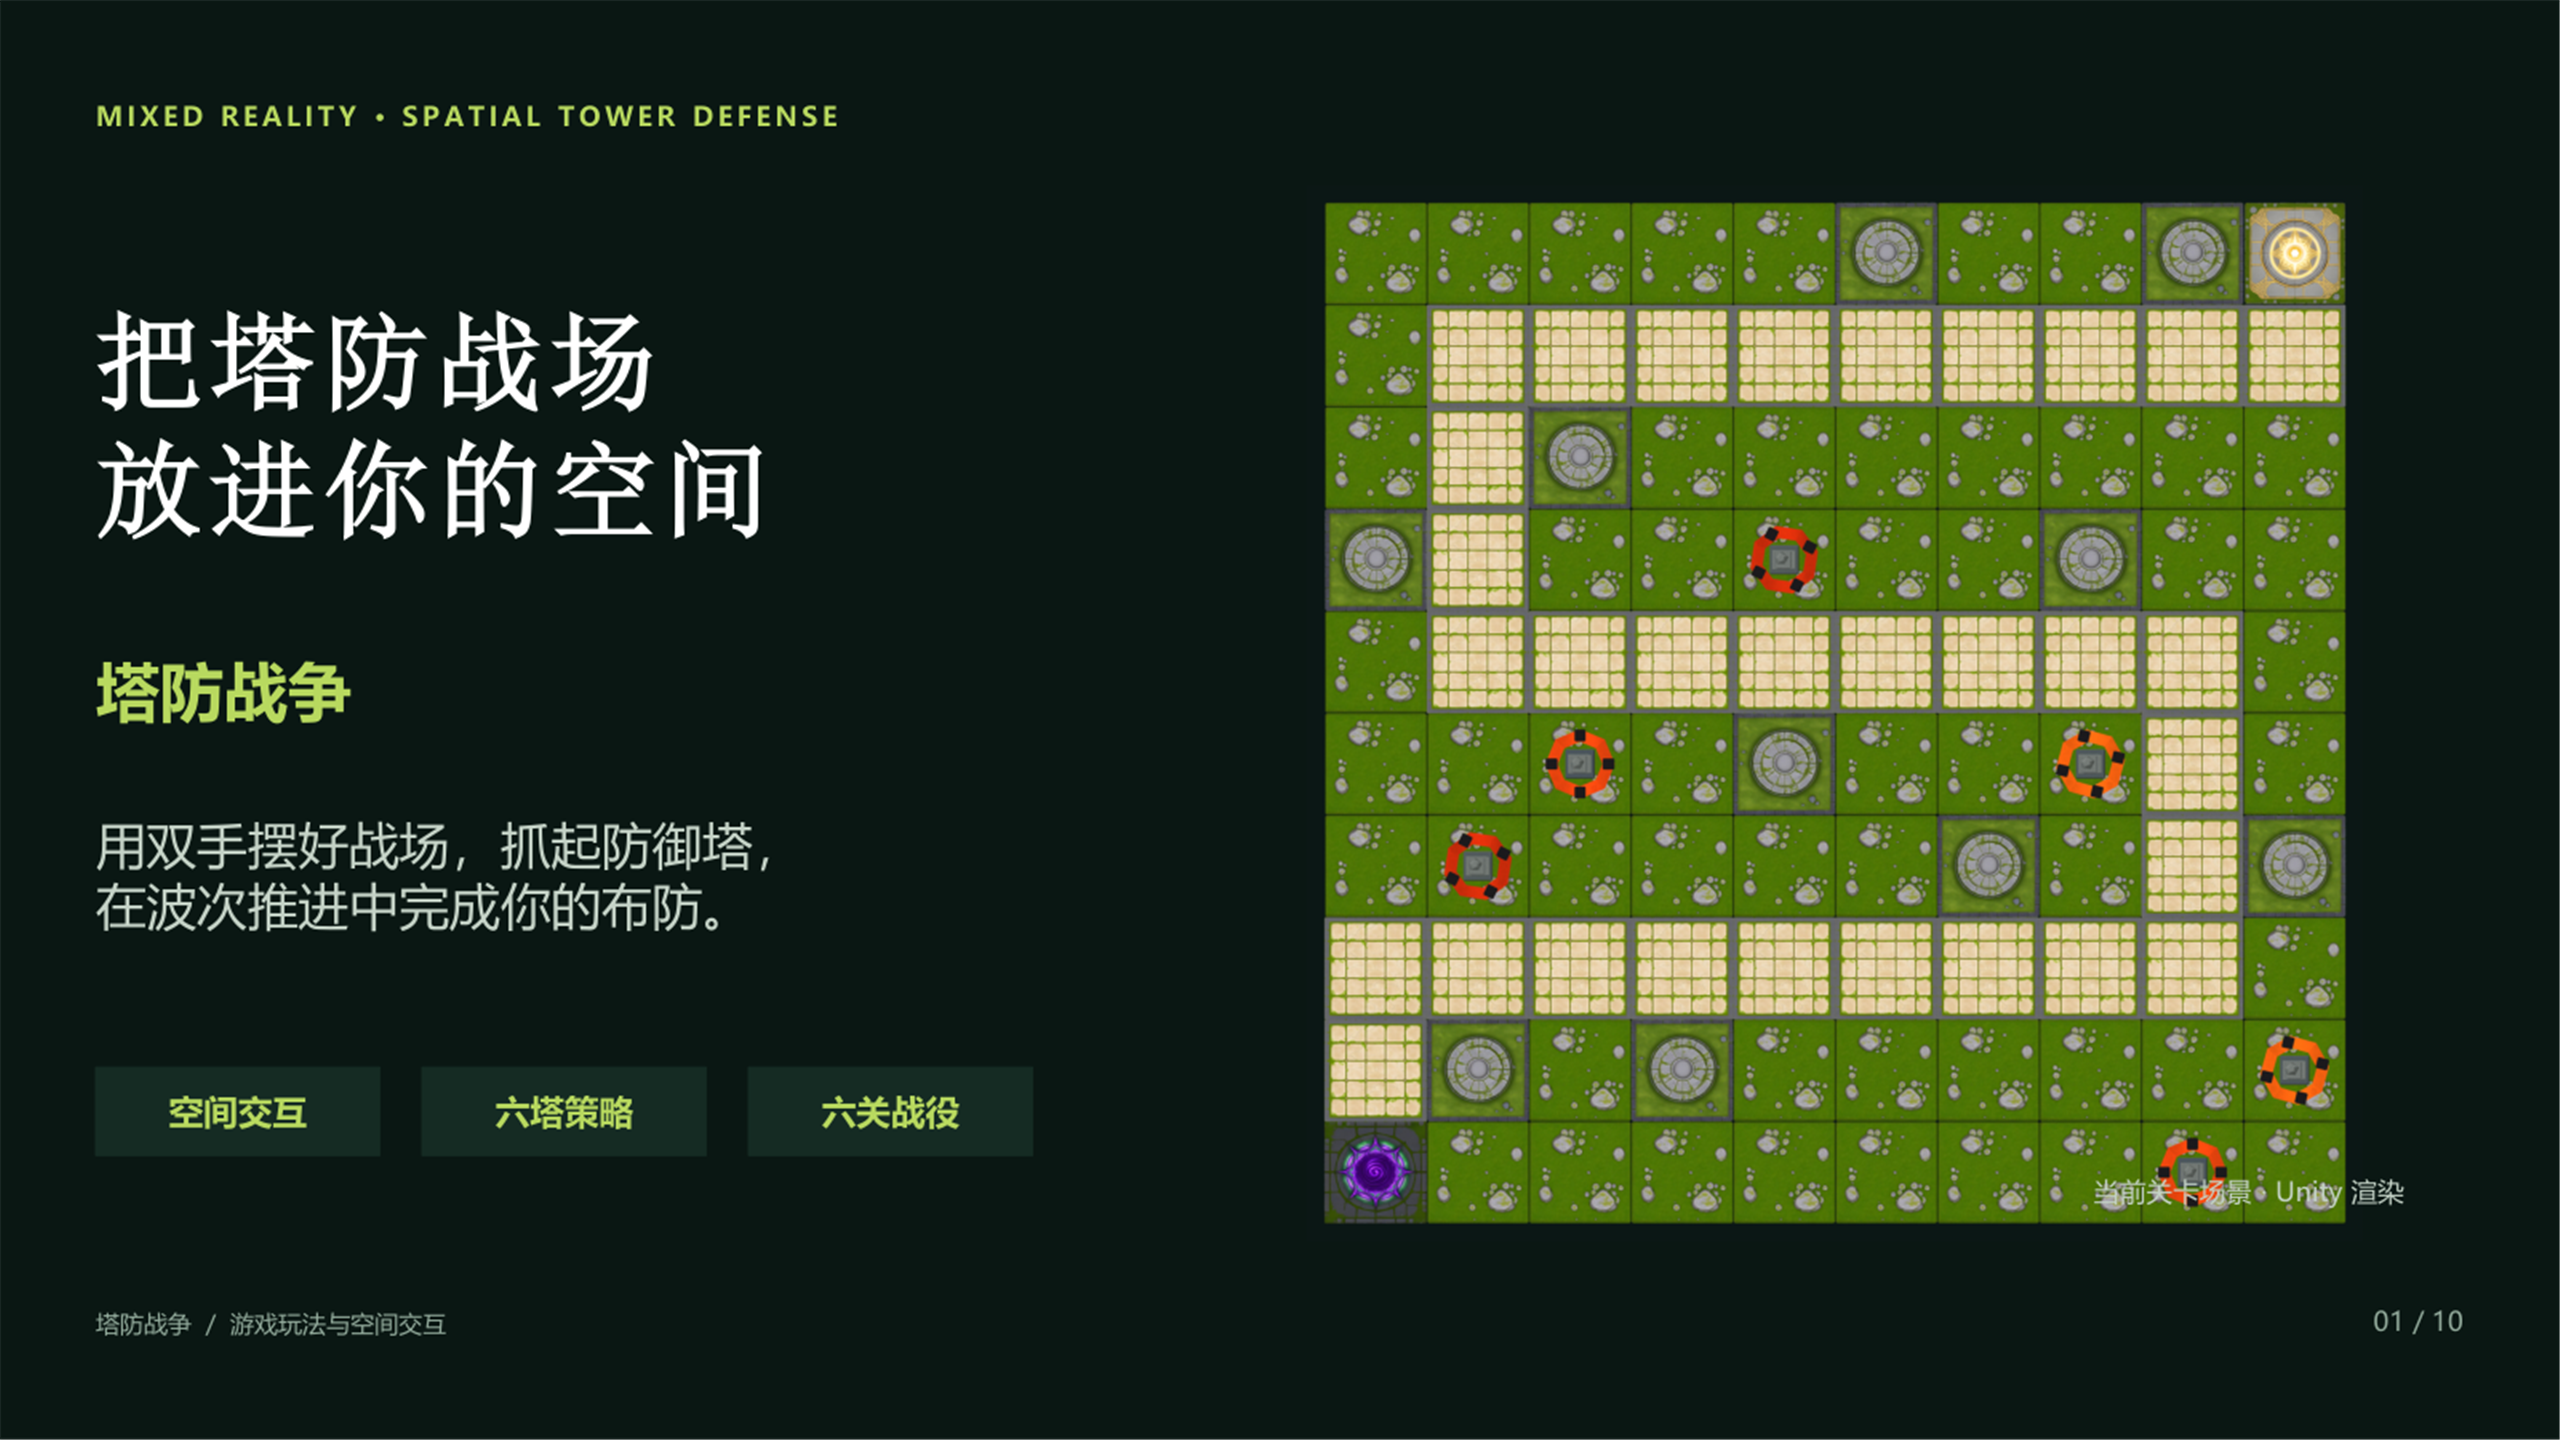 MIXED REALITY • SPATIAL TOWER DEFENSE
把塔防战场
放进你的空间
塔防战争
用双手摆好战场，抓起防御塔，
在波次推进中完成你的布防。
空间交互
六塔策略
六关战役
当前关卡场景 · Unity 渲染
塔防战争 / 游戏玩法与空间交互
01 / 10